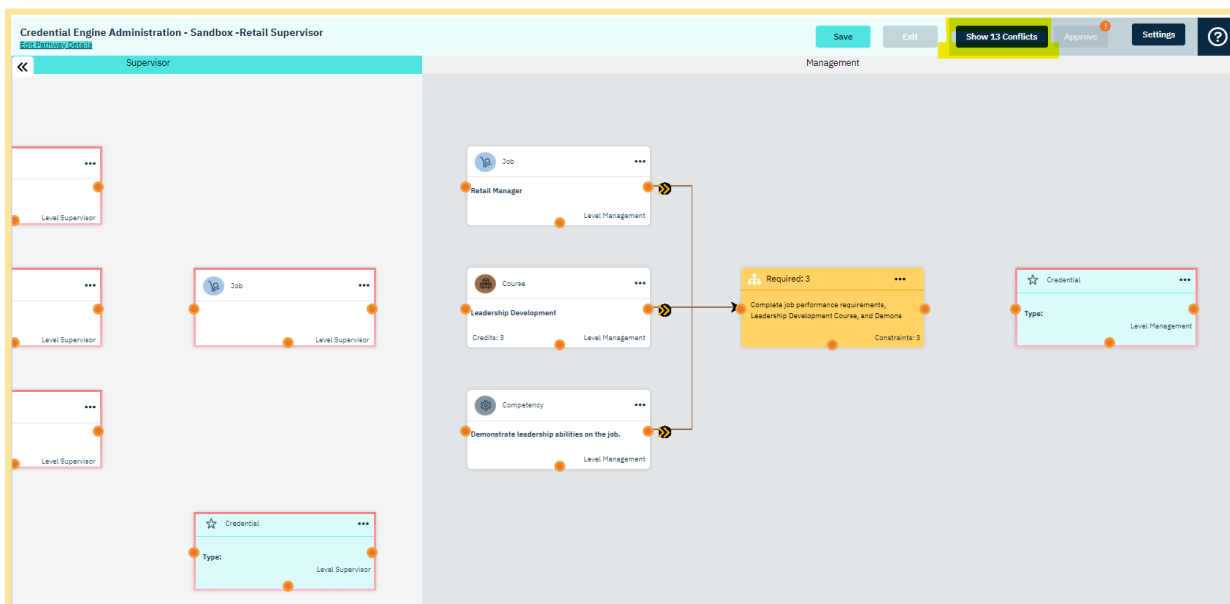 Credential Engine Administration - Sandbox -Retail Supervisor
Edit Pathway Details
Save
Exit
Show 13 Conflicts
Approve
!
Settings
?
Supervisor
Management
Level Supervisor
Level Supervisor
Level Supervisor
Job
Level Supervisor
Credential
Type:
Level Supervisor
Job
Retail Manager
Level Management
Course
Leadership Development
Credits: 3
Level Management
Competency
Demonstrate leadership abilities on the job.
Level Management
Required: 3
Complete job performance requirements,
Leadership Development Course, and Demons
Constraints: 3
Credential
Type:
Level Management